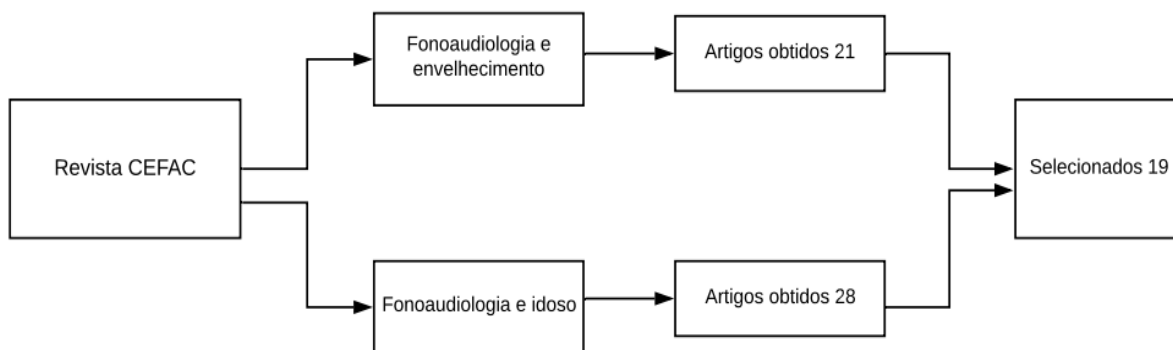 Revista CEFAC
Fonoaudiologia e
envelhecimento
Artigos obtidos 21
Fonoaudiologia e idoso
Artigos obtidos 28
Selecionados 19